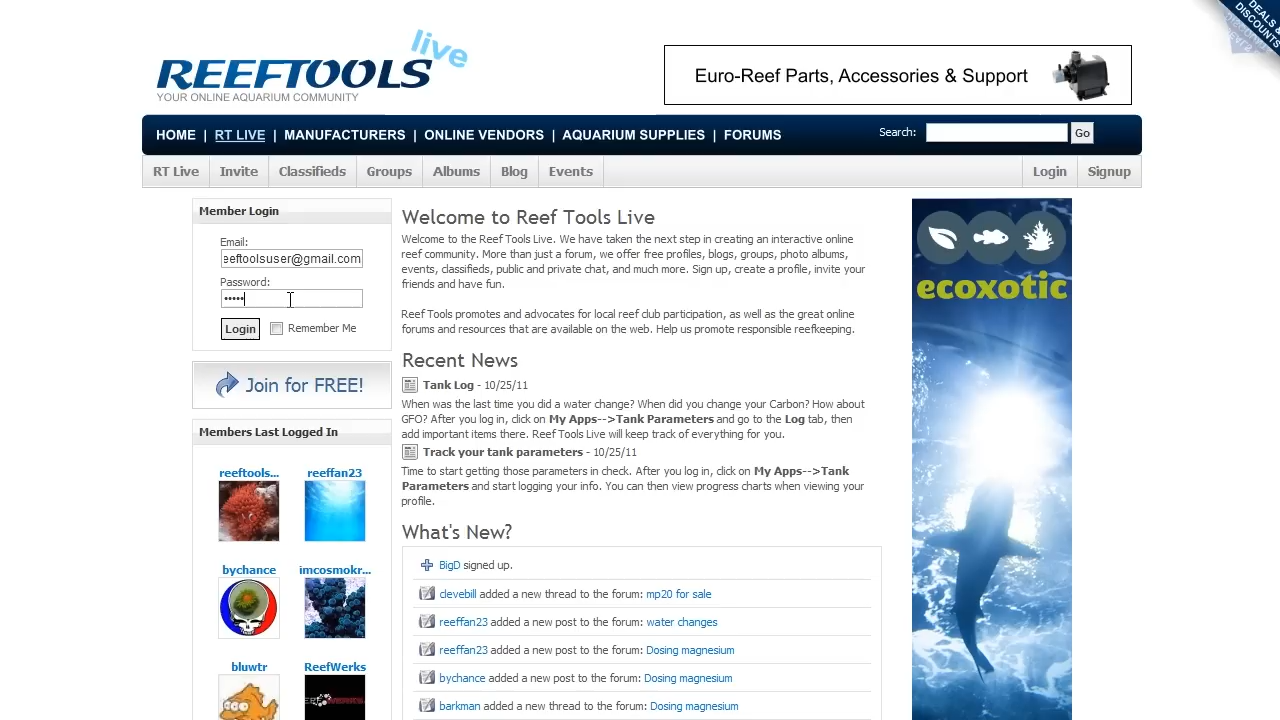 DEALS &
DISCOUNTS
live
REEFTOOLS
YOUR ONLINE AQUARIUM COMMUNITY
Euro-Reef Parts, Accessories & Support
HOME | RT LIVE | MANUFACTURERS | ONLINE VENDORS | AQUARIUM SUPPLIES | FORUMS
Search:
Go
RT Live
Invite
Classifieds
Groups
Albums
Blog
Events
Login
Signup
Member Login
Email:
eeftoolsuser@gmail.com
Password:
•••••
Login
Remember Me
Join for FREE!
Members Last Logged In
reeftools...
reeffan23
bychance
imcosmokr...
bluwtr
ReefWerks
Welcome to Reef Tools Live
Welcome to the Reef Tools Live. We have taken the next step in creating an interactive online
reef community. More than just a forum, we offer free profiles, blogs, groups, photo albums,
events, classifieds, public and private chat, and much more. Sign up, create a profile, invite your
friends and have fun.
Reef Tools promotes and advocates for local reef club participation, as well as the great online
forums and resources that are available on the web. Help us promote responsible reefkeeping.
Recent News
Tank Log - 10/25/11
When was the last time you did a water change? When did you change your Carbon? How about
GFO? After you log in, click on My Apps-->Tank Parameters and go to the Log tab, then
add important items there. Reef Tools Live will keep track of everything for you.
Track your tank parameters - 10/25/11
Time to start getting those parameters in check. After you log in, click on My Apps-->Tank
Parameters and start logging your info. You can then view progress charts when viewing your
profile.
What's New?
BigD signed up.
clevebill added a new thread to the forum: mp20 for sale
reeffan23 added a new post to the forum: water changes
reeffan23 added a new post to the forum: Dosing magnesium
bychance added a new post to the forum: Dosing magnesium
barkman added a new post to the forum: Dosing magnesium
ecoxotic